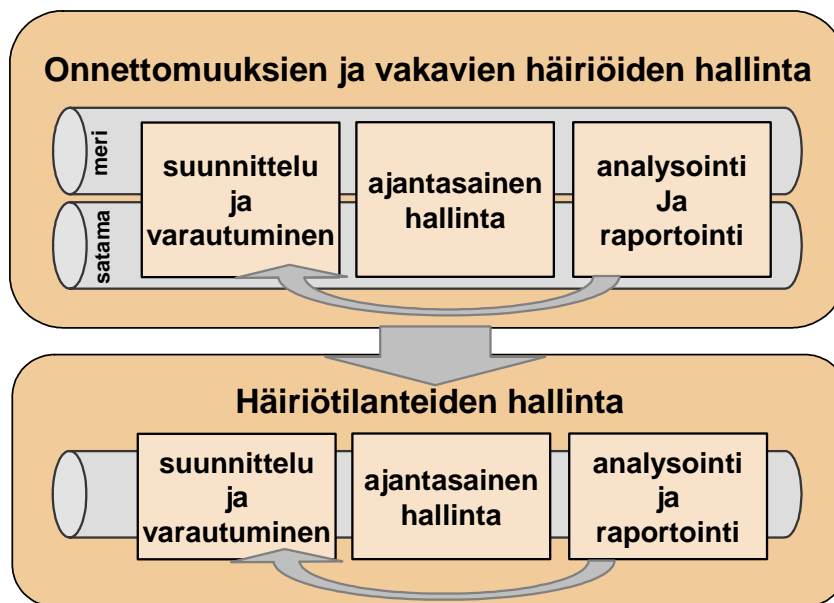 Onnettomuuksien ja vakavien häiriöiden hallinta
meri
satama
suunnittelu
ja
varautuminen
ajantasainen
hallinta
analysointi
Ja
raportointi
Häiriötilanteiden hallinta
suunnittelu
ja
varautuminen
ajantasainen
hallinta
analysointi
ja
raportointi